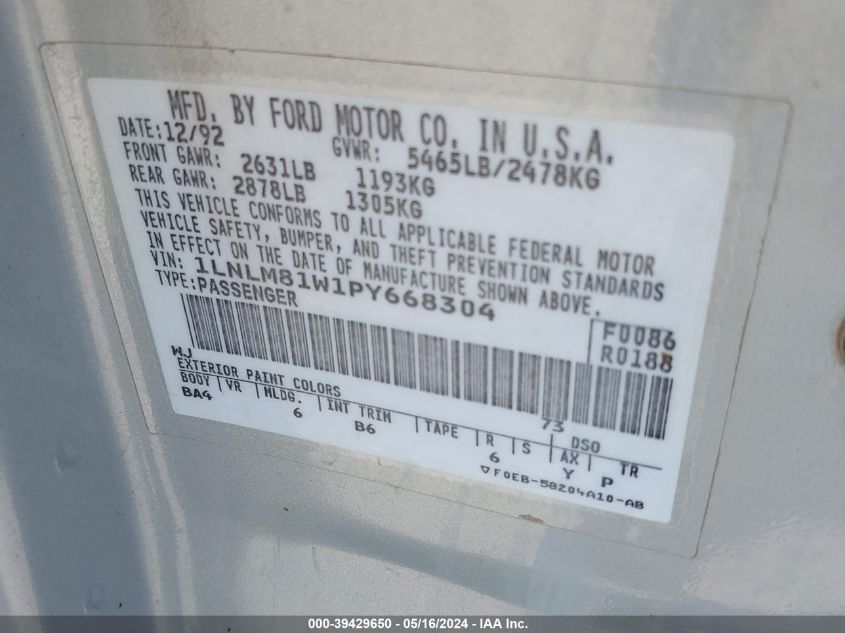 MFD. BY FORD MOTOR CO. IN U.S.A.
DATE: 12/92 GVWR: 5465LB/2478KG
FRONT GAWR: 2631LB 1193KG
REAR GAWR: 2878LB 1305KG
THIS VEHICLE CONFORMS TO ALL APPLICABLE FEDERAL MOTOR
VEHICLE SAFETY, BUMPER, AND THEFT PREVENTION STANDARDS
IN EFFECT ON THE DATE OF MANUFACTURE SHOWN ABOVE.
VIN: 1LNLM81W1PY668304
TYPE: PASSENGER
F0086
R0188
WJ
EXTERIOR PAINT COLORS 73 DSO
BODY VR MLDG. INT TRIM TAPE R S AX TR
BA4 6 B6 6 Y P
▽F0EB-58204A10-AB
000-39429650 - 05/16/2024 - IAA Inc.